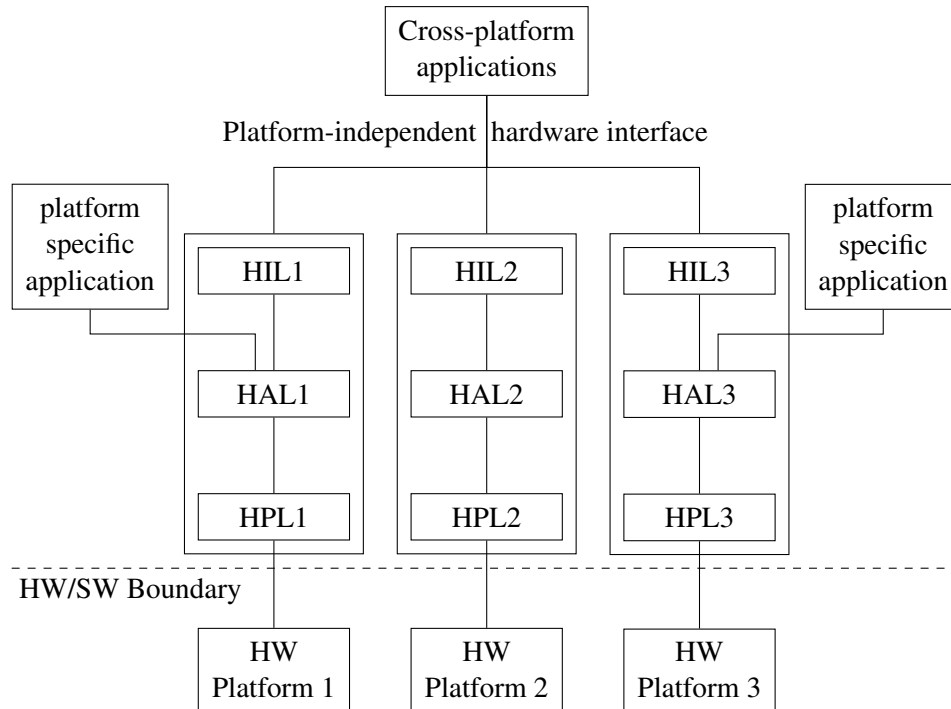 Cross-platform
applications
Platform-independent hardware interface
platform
specific
application
platform
specific
application
HIL1
HIL2
HIL3
HAL1
HAL2
HAL3
HPL1
HPL2
HPL3
HW/SW Boundary
HW
Platform 1
HW
Platform 2
HW
Platform 3